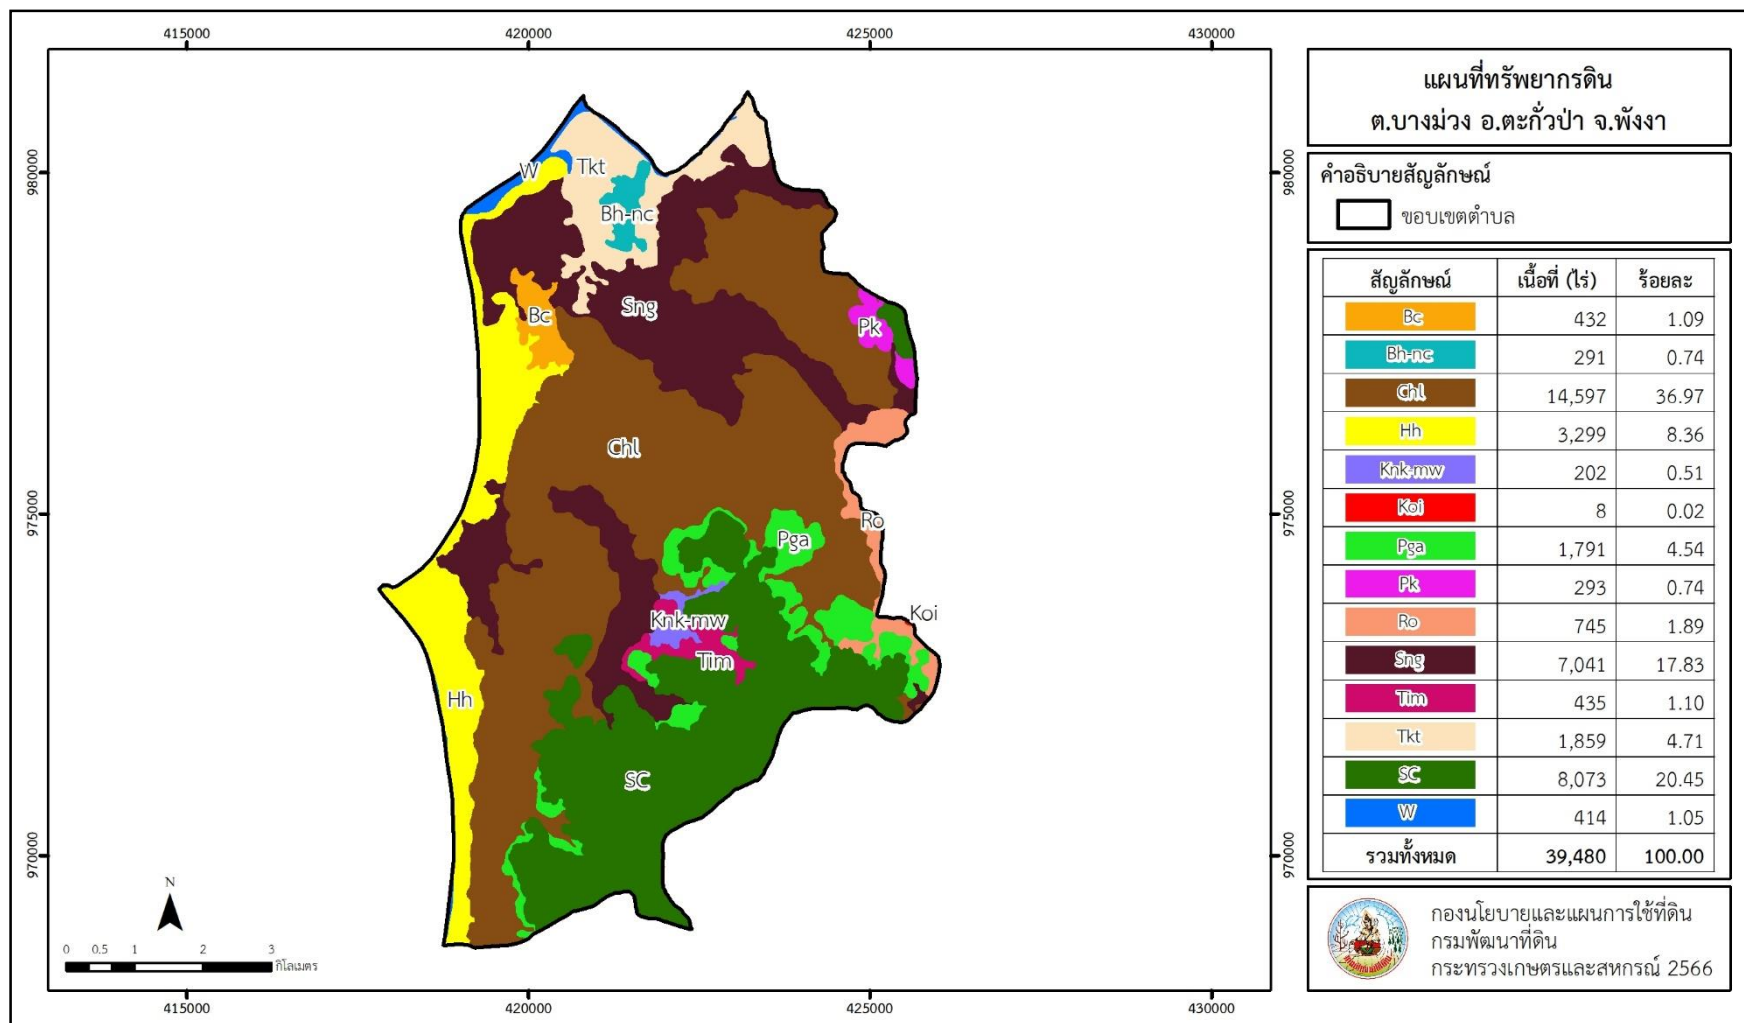 415000 420000 425000 430000
แผนที่ทรัพยากรดิน
ต.บางม่วง อ.ตะกั่วป่า จ.พังงา
คำอธิบายสัญลักษณ์
ขอบเขตตำบล
สัญลักษณ์ เนื้อที่ (ไร่) ร้อยละ
Bc 432 1.09
Bh-nc 291 0.74
Chl 14,597 36.97
Hh 3,299 8.36
Knk-mw 202 0.51
Koi 8 0.02
Pga 1,791 4.54
Pk 293 0.74
Ro 745 1.89
Sng 7,041 17.83
Tim 435 1.10
Tkt 1,859 4.71
SC 8,073 20.45
W 414 1.05
รวมทั้งหมด 39,480 100.00
กองนโยบายและแผนการใช้ที่ดิน
กรมพัฒนาที่ดิน
กระทรวงเกษตรและสหกรณ์ 2566
980000 980000
975000 975000
970000 970000
W
Tkt
Bh-nc
Sng
Bc
Pk
Chl
Ro
Pga
Koi
Knk-mw
Tim
Hh
SC
N
0 0.5 1 2 3
กิโลเมตร
415000 420000 425000 430000